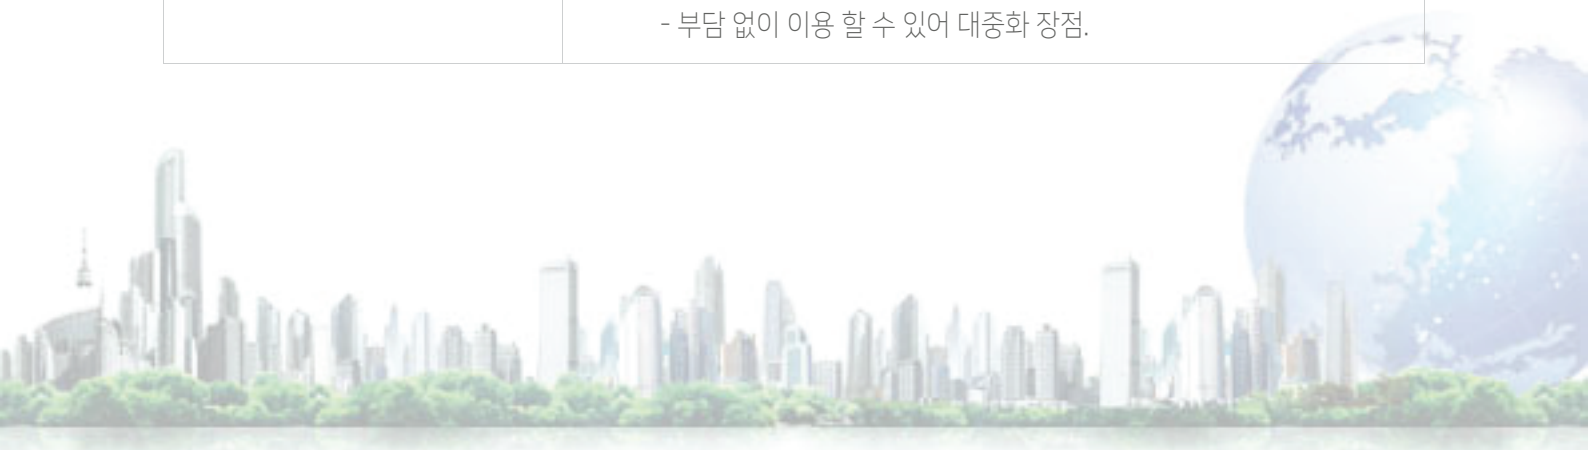 - 부담 없이 이용 할 수 있어 대중화 장점.